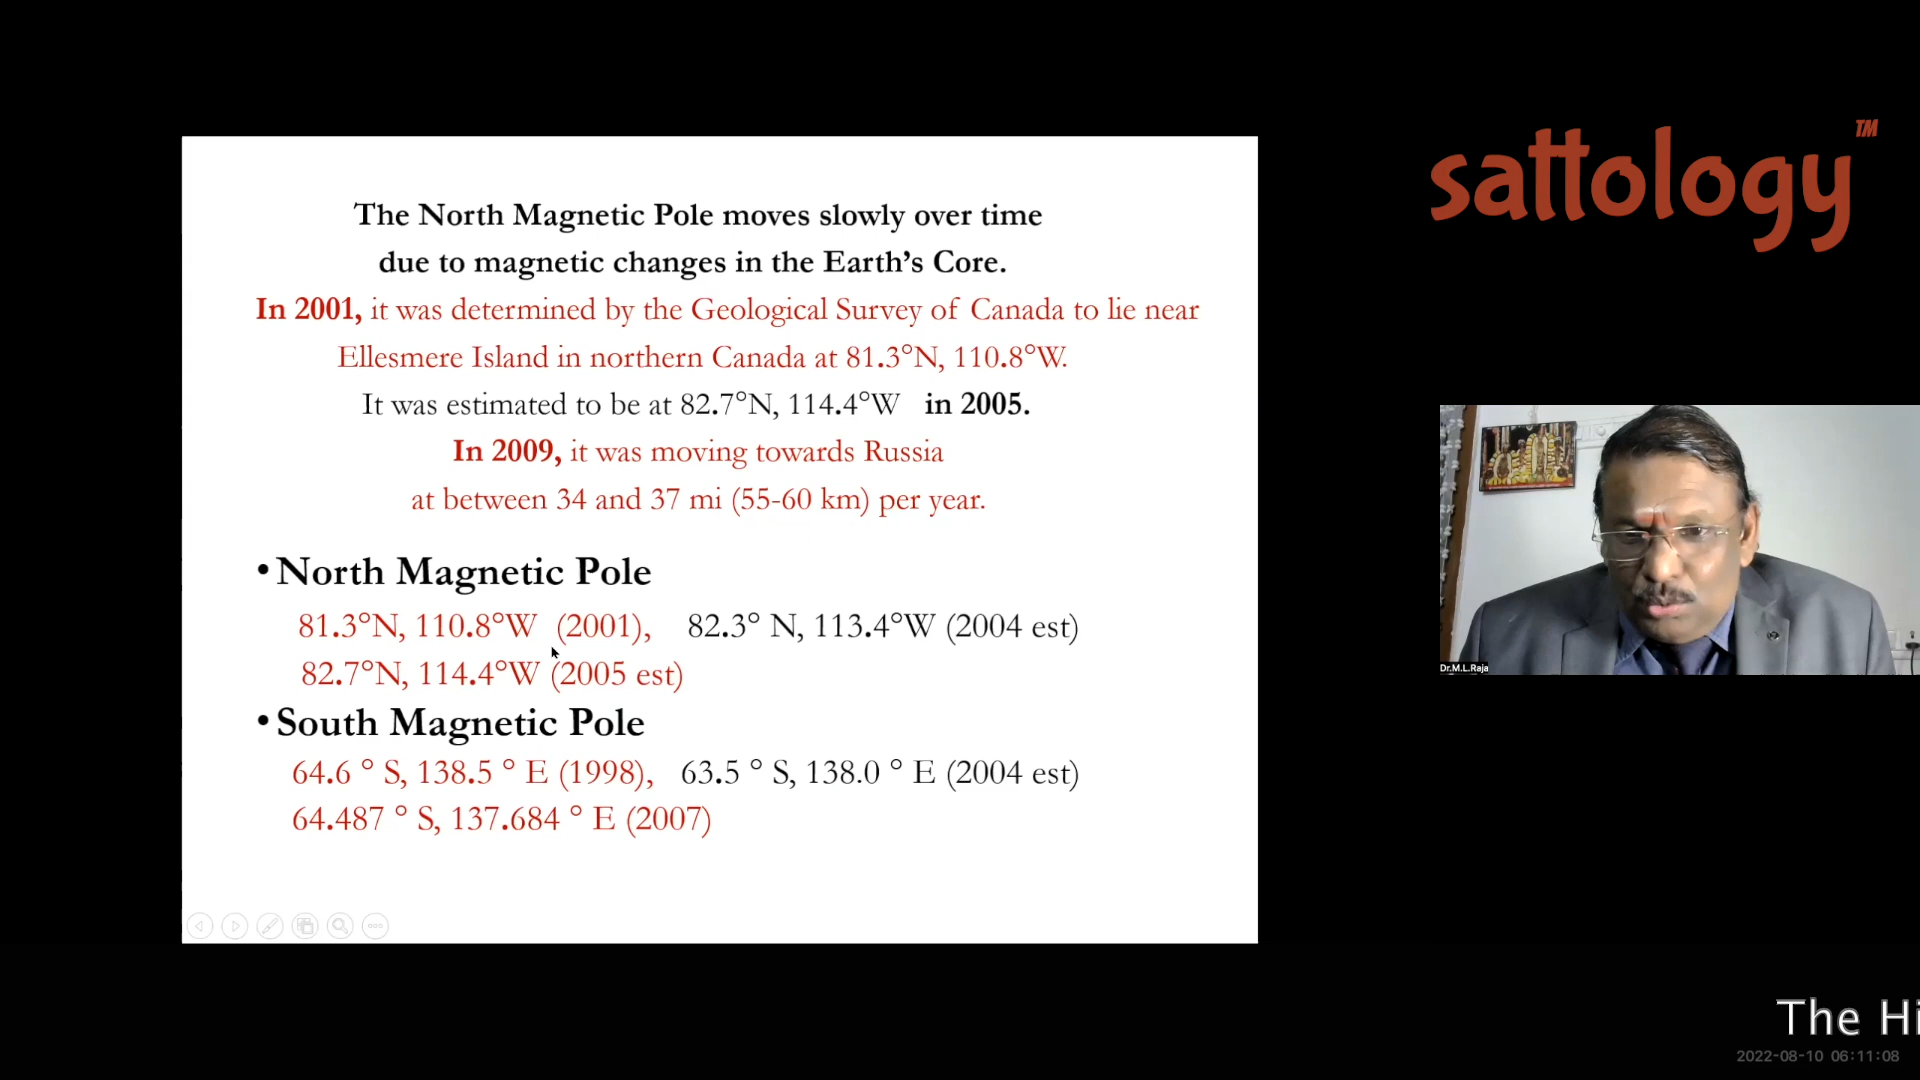 sattology TM
The North Magnetic Pole moves slowly over time
due to magnetic changes in the Earth's Core.
In 2001, it was determined by the Geological Survey of Canada to lie near
Ellesmere Island in northern Canada at 81.3°N, 110.8°W.
It was estimated to be at 82.7°N, 114.4°W in 2005.
In 2009, it was moving towards Russia
at between 34 and 37 mi (55-60 km) per year.
• North Magnetic Pole
81.3°N, 110.8°W (2001), 82.3° N, 113.4°W (2004 est)
82.7°N, 114.4°W (2005 est)
• South Magnetic Pole
64.6 ° S, 138.5 ° E (1998), 63.5 ° S, 138.0 ° E (2004 est)
64.487 ° S, 137.684 ° E (2007)
Dr.M.L.Raja
The Hi
2022-08-10 06:11:08